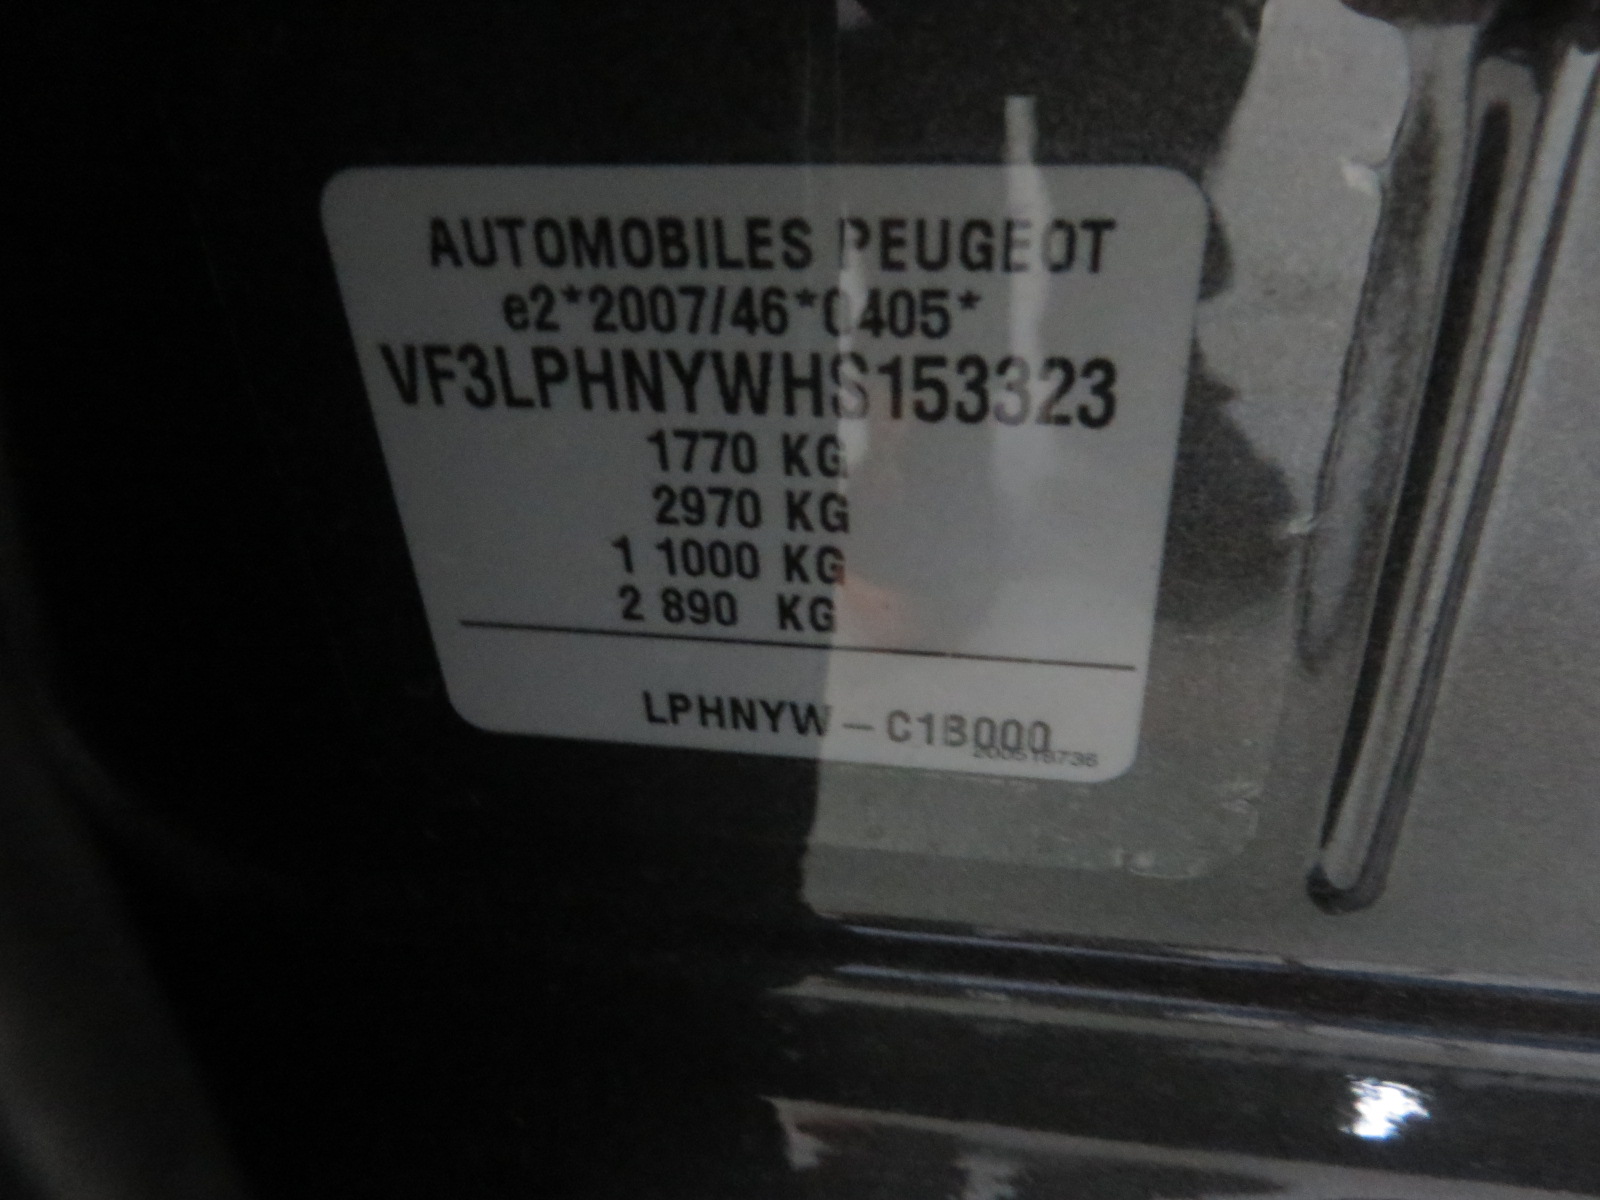 AUTOMOBILES PEUGEOT
e2*2007/46*0405*
VF3LPHNYWHS153323
1770 KG
2970 KG
1 1000 KG
2 890 KG
LPHNYW - C1B000